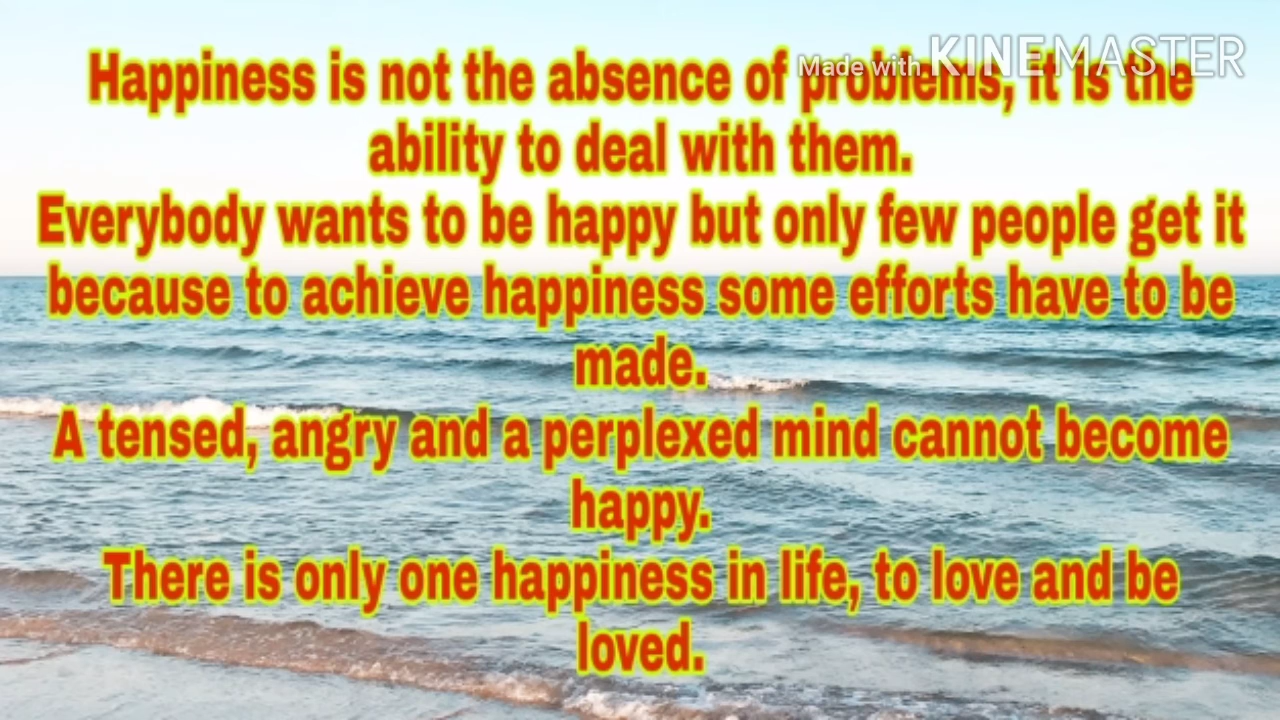 Made with KINEMASTER
Happiness is not the absence of problems, it is the
ability to deal with them.
Everybody wants to be happy but only few people get it
because to achieve happiness some efforts have to be
made.
A tensed, angry and a perplexed mind cannot become
happy.
There is only one happiness in life, to love and be
loved.